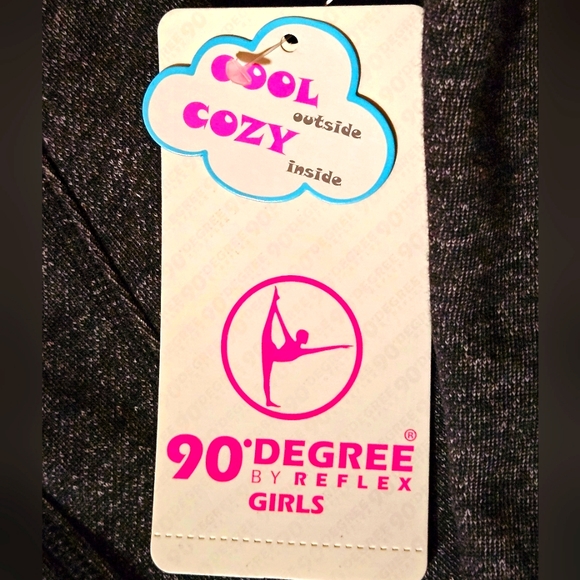 COOL
outside
COZY
inside
90°DEGREE®
BY REFLEX
GIRLS